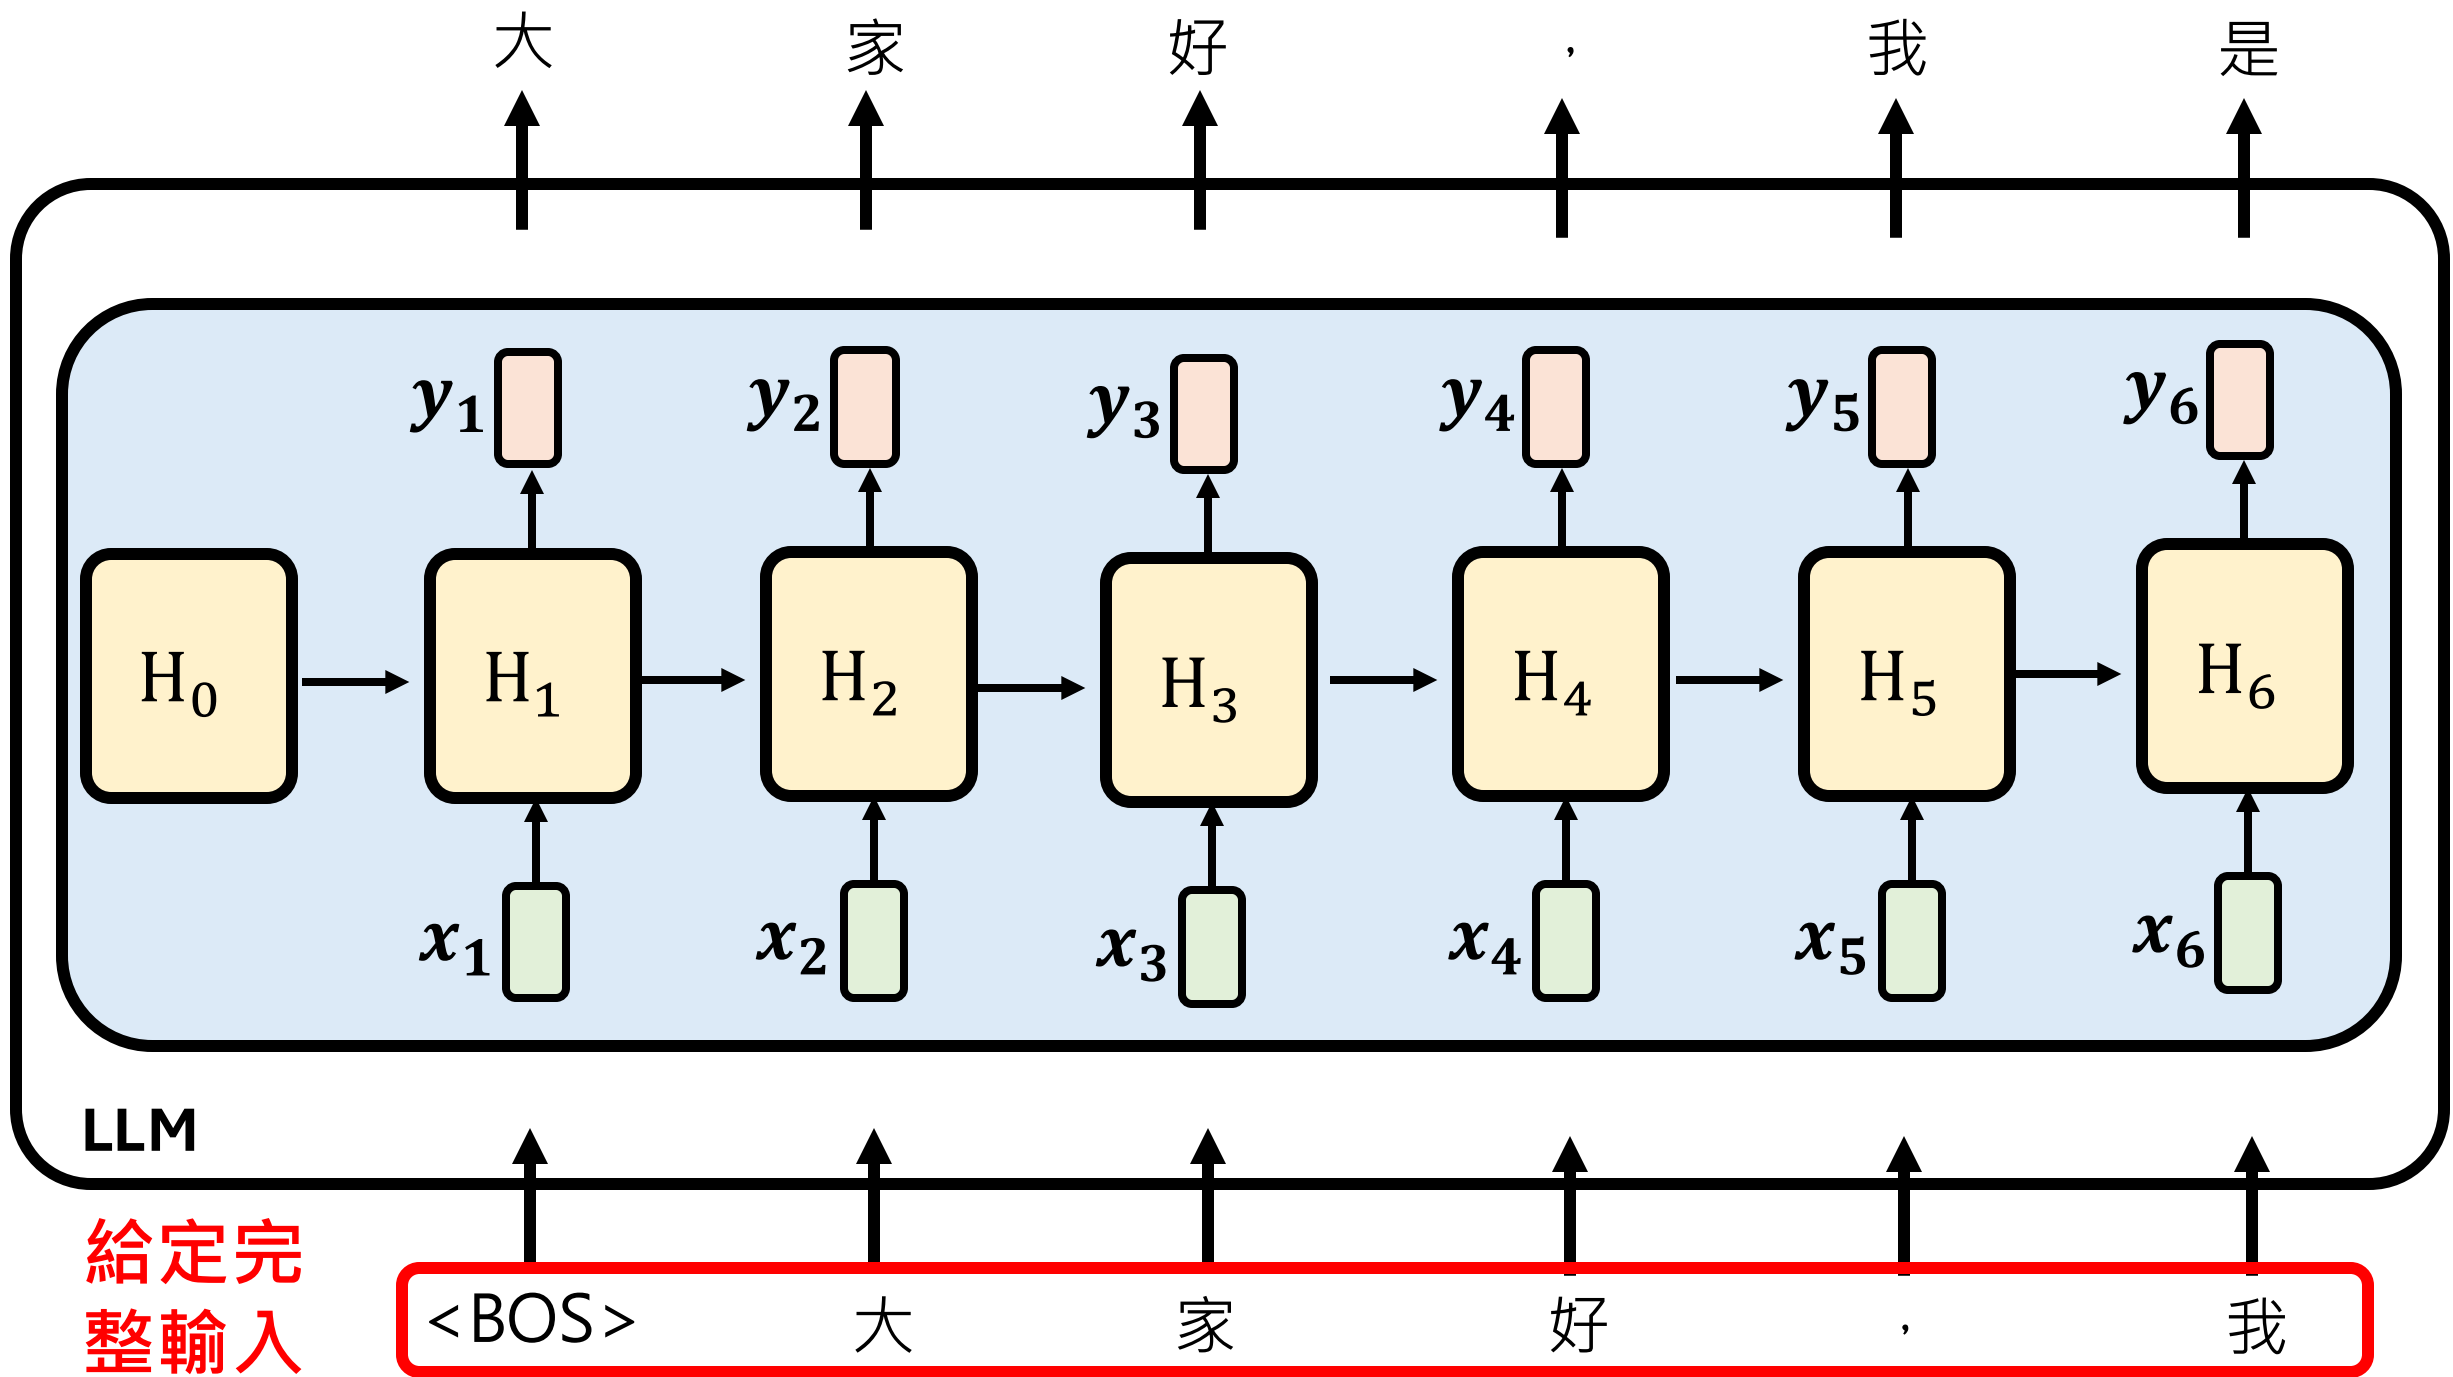 大 家 好 , 我 是
y1 y2 y3 y4 y5 y6
H0 H1 H2 H3 H4 H5 H6
x1 x2 x3 x4 x5 x6
LLM
給定完
整輸入
<BOS> 大 家 好 , 我